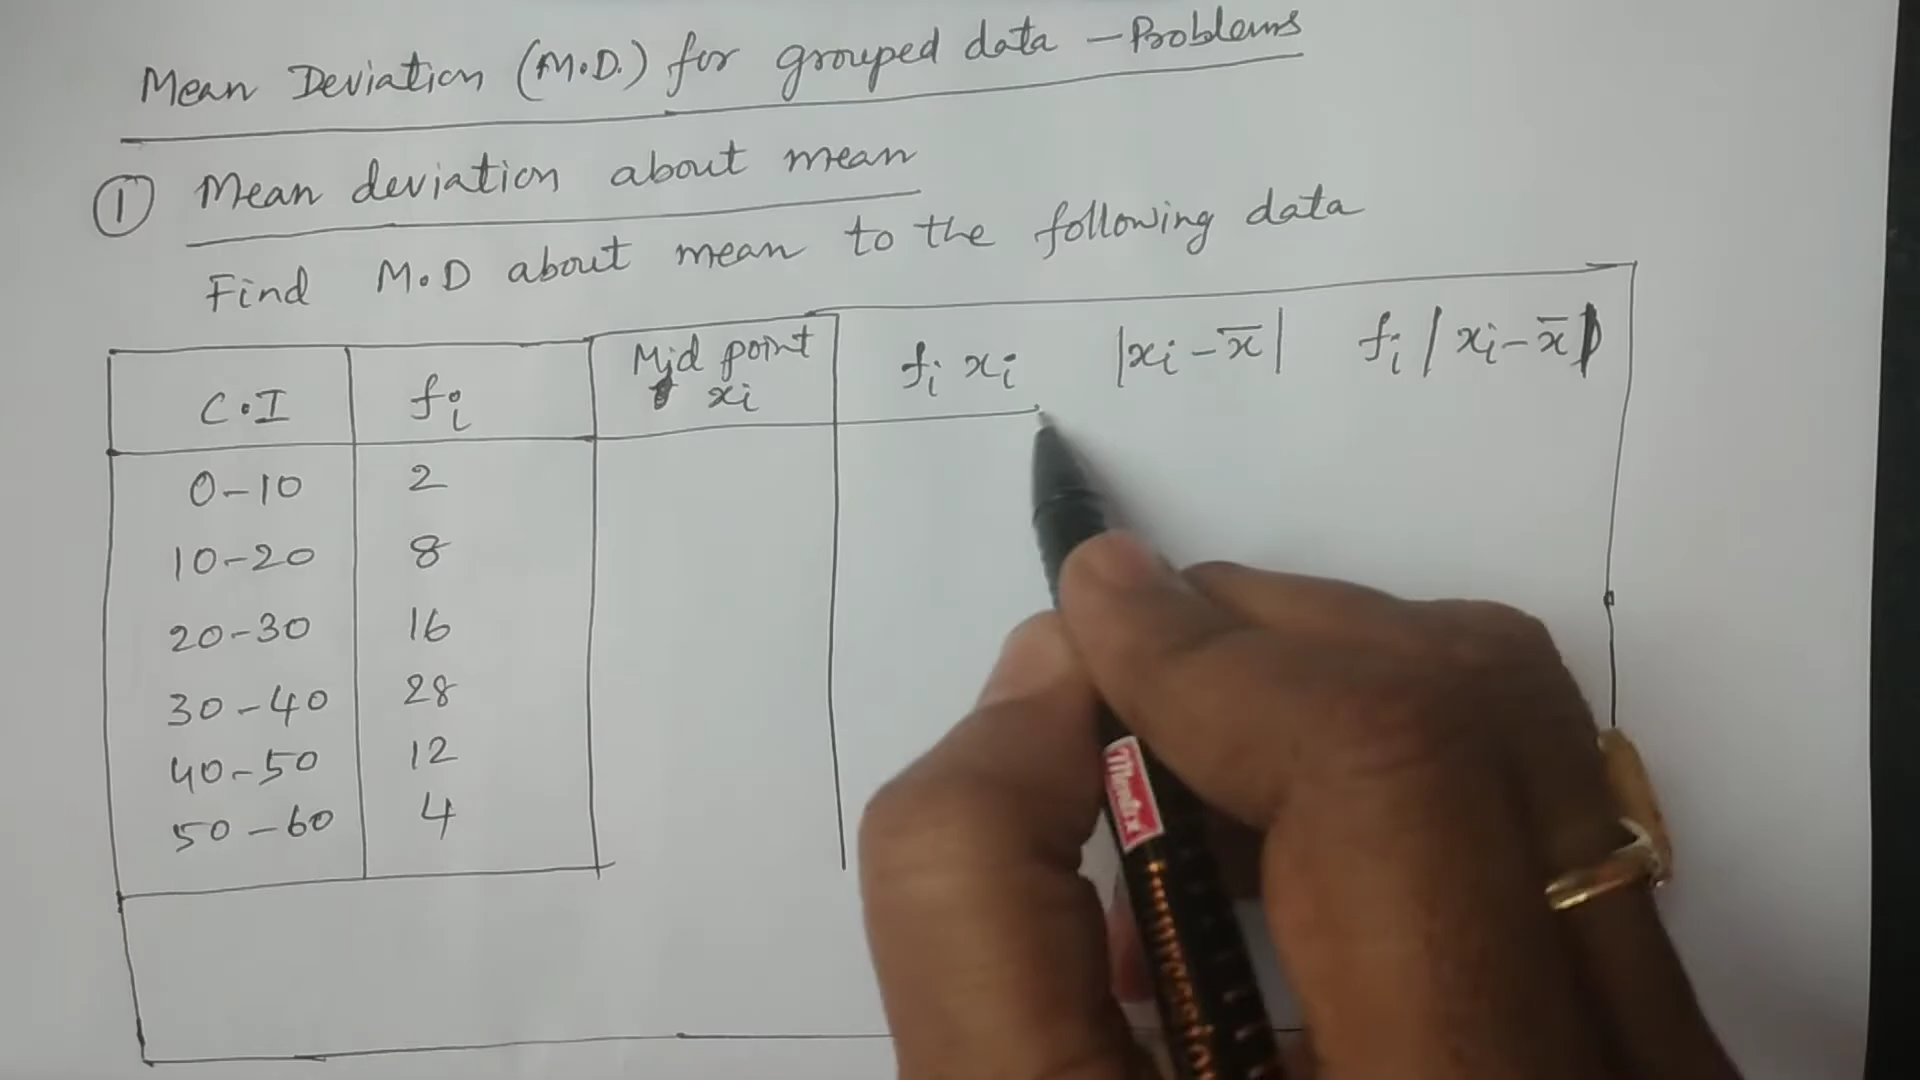 Mean Deviation (M.D.) for grouped data - Problems
① Mean deviation about mean
Find M.D about mean to the following data
C.I fi Mid point xi fi xi |xi - x̄| fi |xi - x̄|
0-10 2
10-20 8
20-30 16
30-40 28
40-50 12
50-60 4